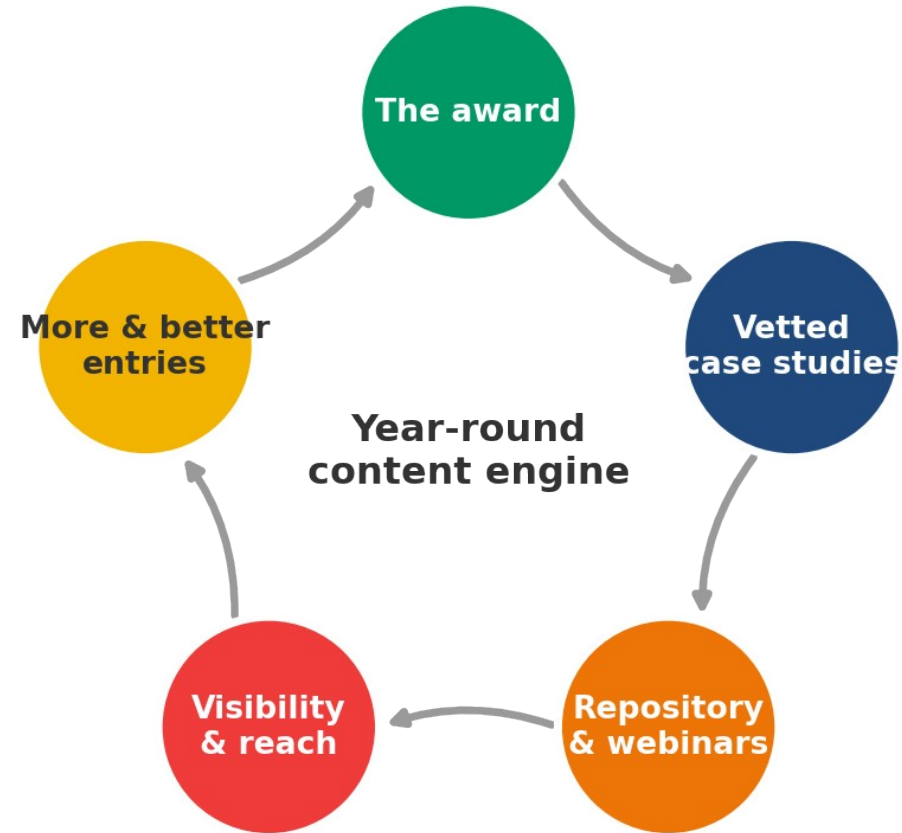 The award
Vetted
case studies
Repository
& webinars
Visibility
& reach
More & better
entries
Year-round
content engine